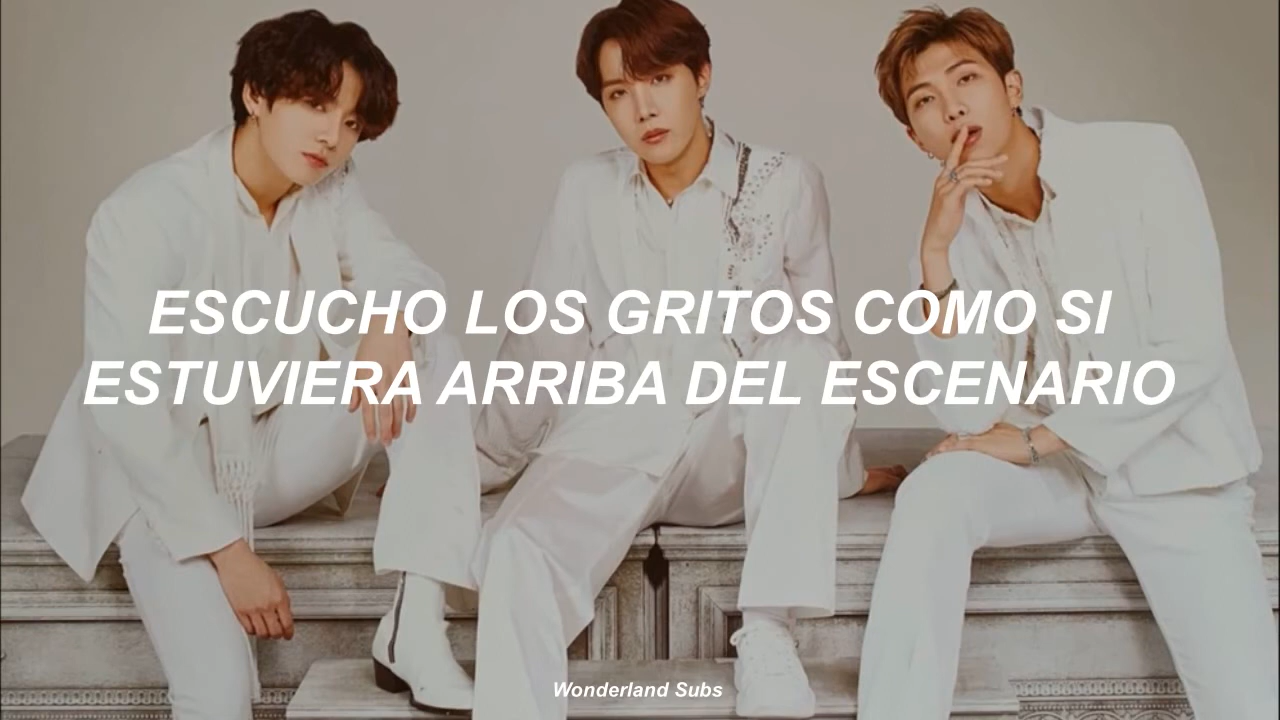 ESCUCHO LOS GRITOS COMO SI
ESTUVIERA ARRIBA DEL ESCENARIO
Wonderland Subs